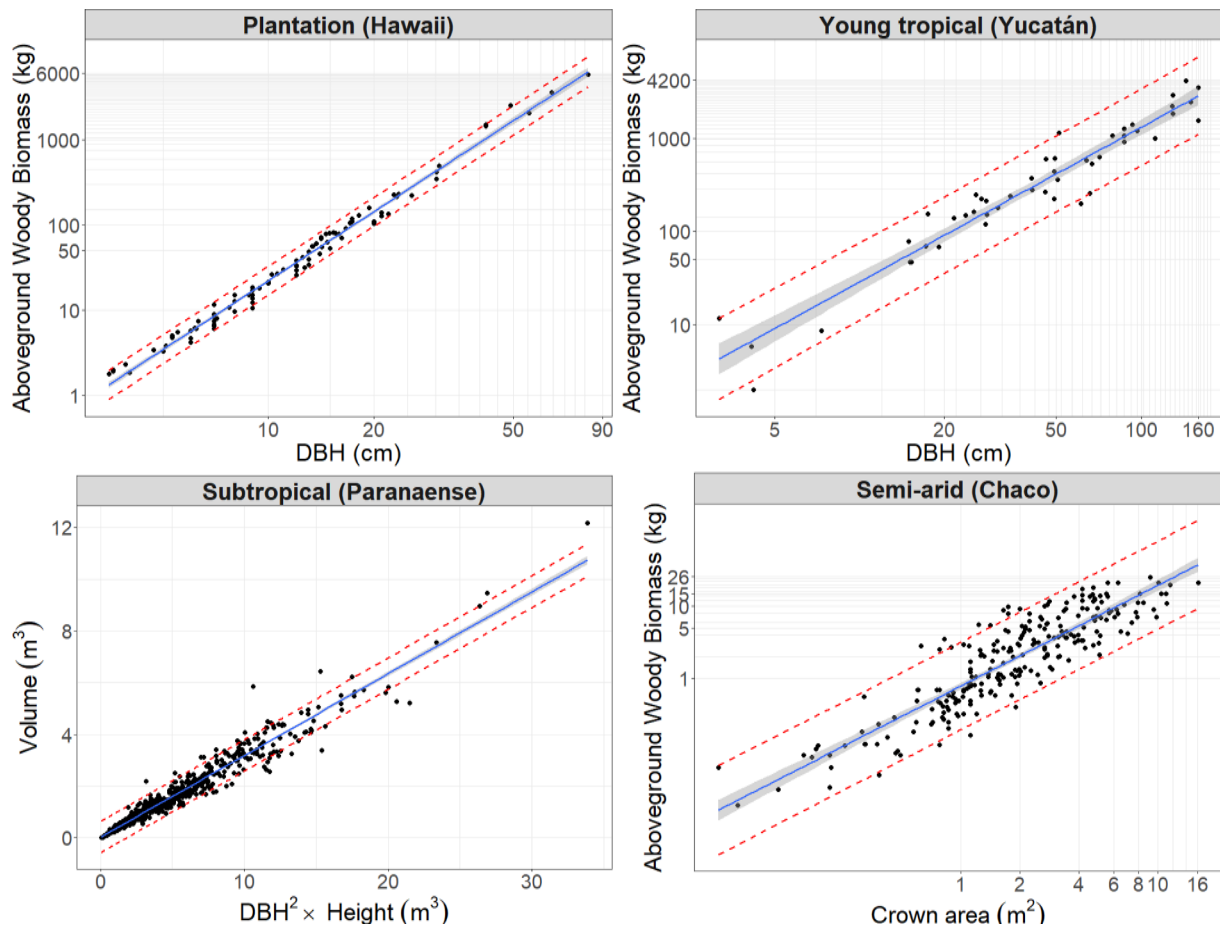 Plantation (Hawaii)
Aboveground Woody Biomass (kg)
6000
1000
100
50
10
1
10 20 50 90
DBH (cm)
Young tropical (Yucatán)
Aboveground Woody Biomass (kg)
4200
1000
100
50
10
5 20 50 100 160
DBH (cm)
Subtropical (Paranaense)
Volume (m³)
12
8
4
0
0 10 20 30
DBH² × Height (m³)
Semi-arid (Chaco)
Aboveground Woody Biomass (kg)
26
15
10
5
1
1 2 4 6 8 10 16
Crown area (m²)